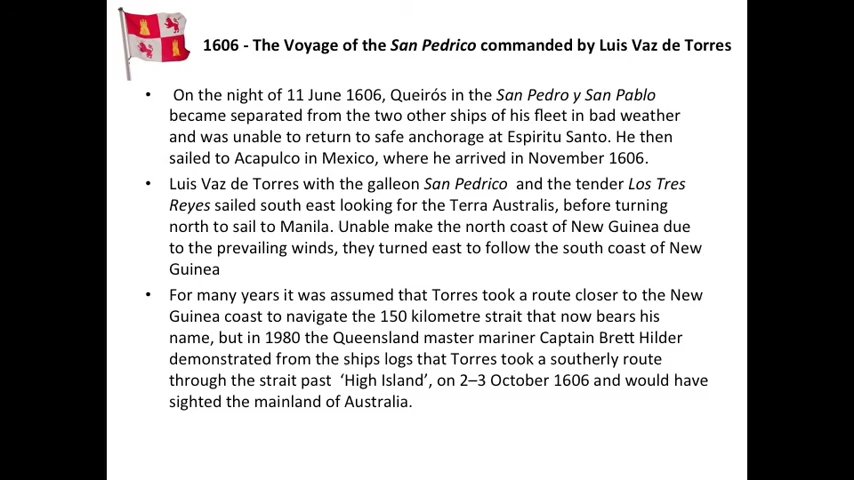 1606 - The Voyage of the San Pedrico commanded by Luis Vaz de Torres
• On the night of 11 June 1606, Queirós in the San Pedro y San Pablo
became separated from the two other ships of his fleet in bad weather
and was unable to return to safe anchorage at Espiritu Santo. He then
sailed to Acapulco in Mexico, where he arrived in November 1606.
• Luis Vaz de Torres with the galleon San Pedrico and the tender Los Tres
Reyes sailed south east looking for the Terra Australis, before turning
north to sail to Manila. Unable make the north coast of New Guinea due
to the prevailing winds, they turned east to follow the south coast of New
Guinea
• For many years it was assumed that Torres took a route closer to the New
Guinea coast to navigate the 150 kilometre strait that now bears his
name, but in 1980 the Queensland master mariner Captain Brett Hilder
demonstrated from the ships logs that Torres took a southerly route
through the strait past ‘High Island’, on 2–3 October 1606 and would have
sighted the mainland of Australia.